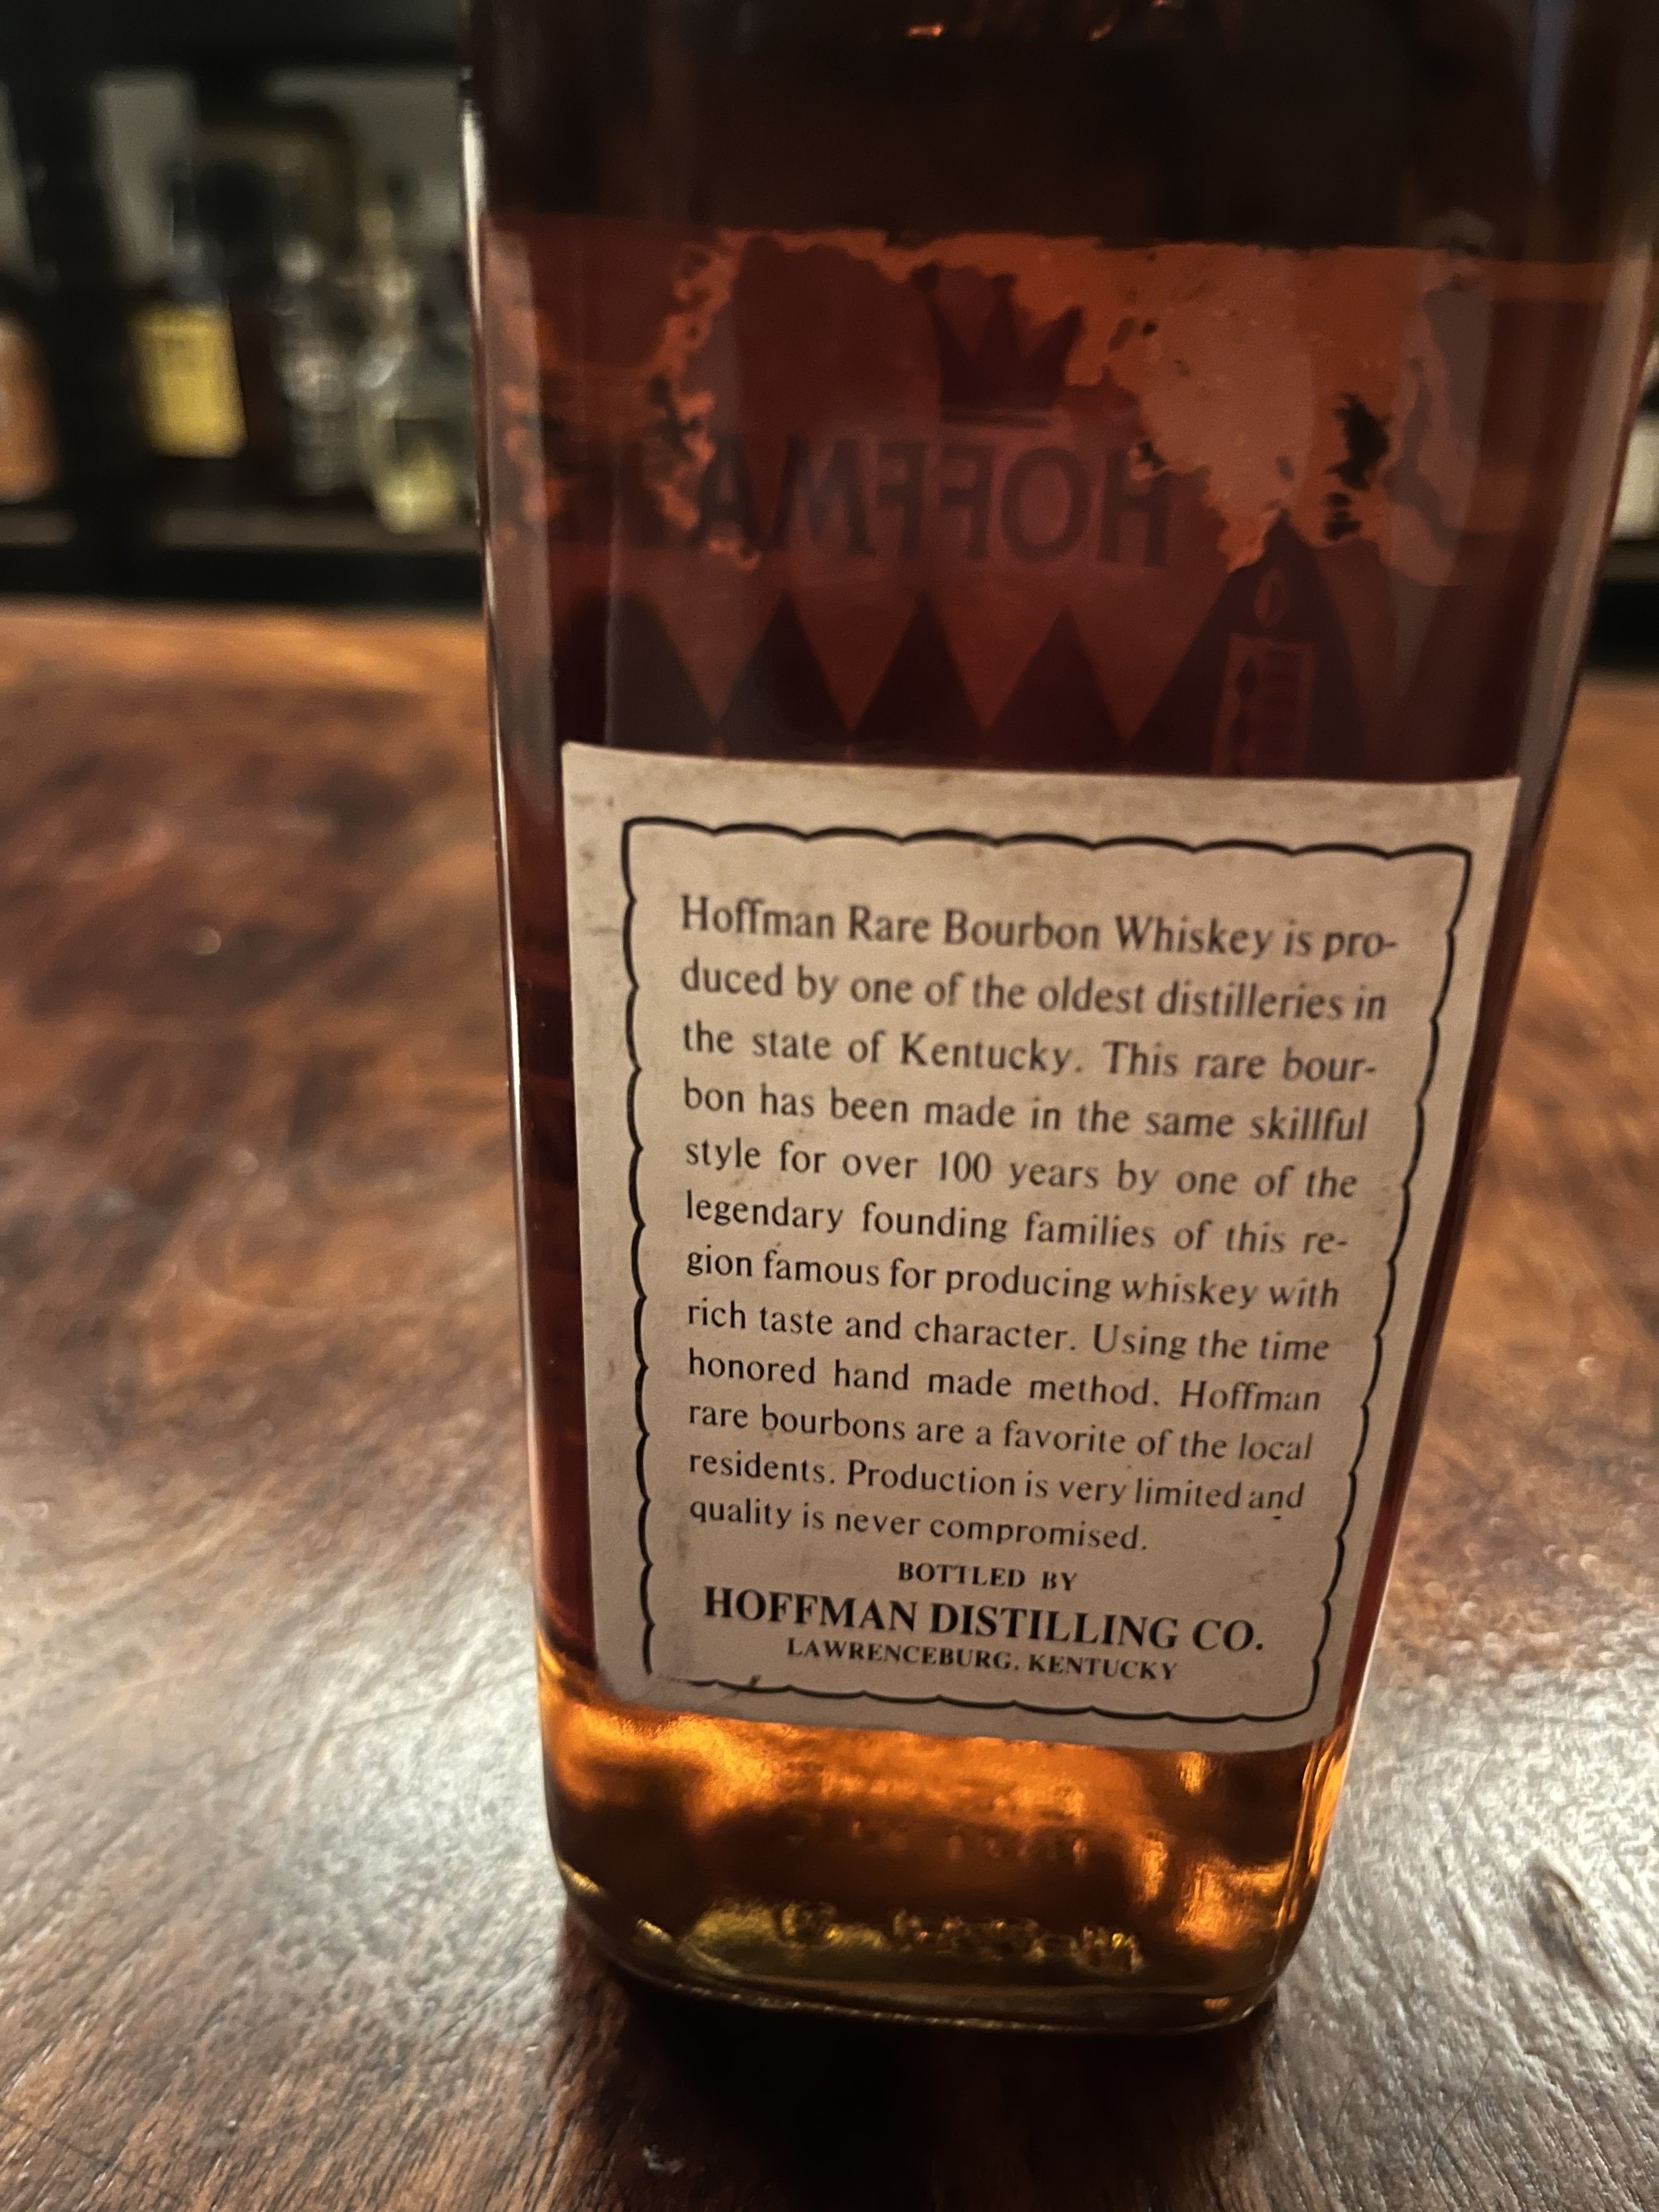 HOFFMA
Hoffman Rare Bourbon Whiskey is pro-
duced by one of the oldest distilleries in
the state of Kentucky. This rare bour-
bon has been made in the same skillful
style for over 100 years by one of the
legendary founding families of this re-
gion famous for producing whiskey with
rich taste and character. Using the time
honored hand made method. Hoffman
rare bourbons are a favorite of the local
residents. Production is very limited and
quality is never compromised.
BOTTLED BY
HOFFMAN DISTILLING CO.
LAWRENCEBURG, KENTUCKY